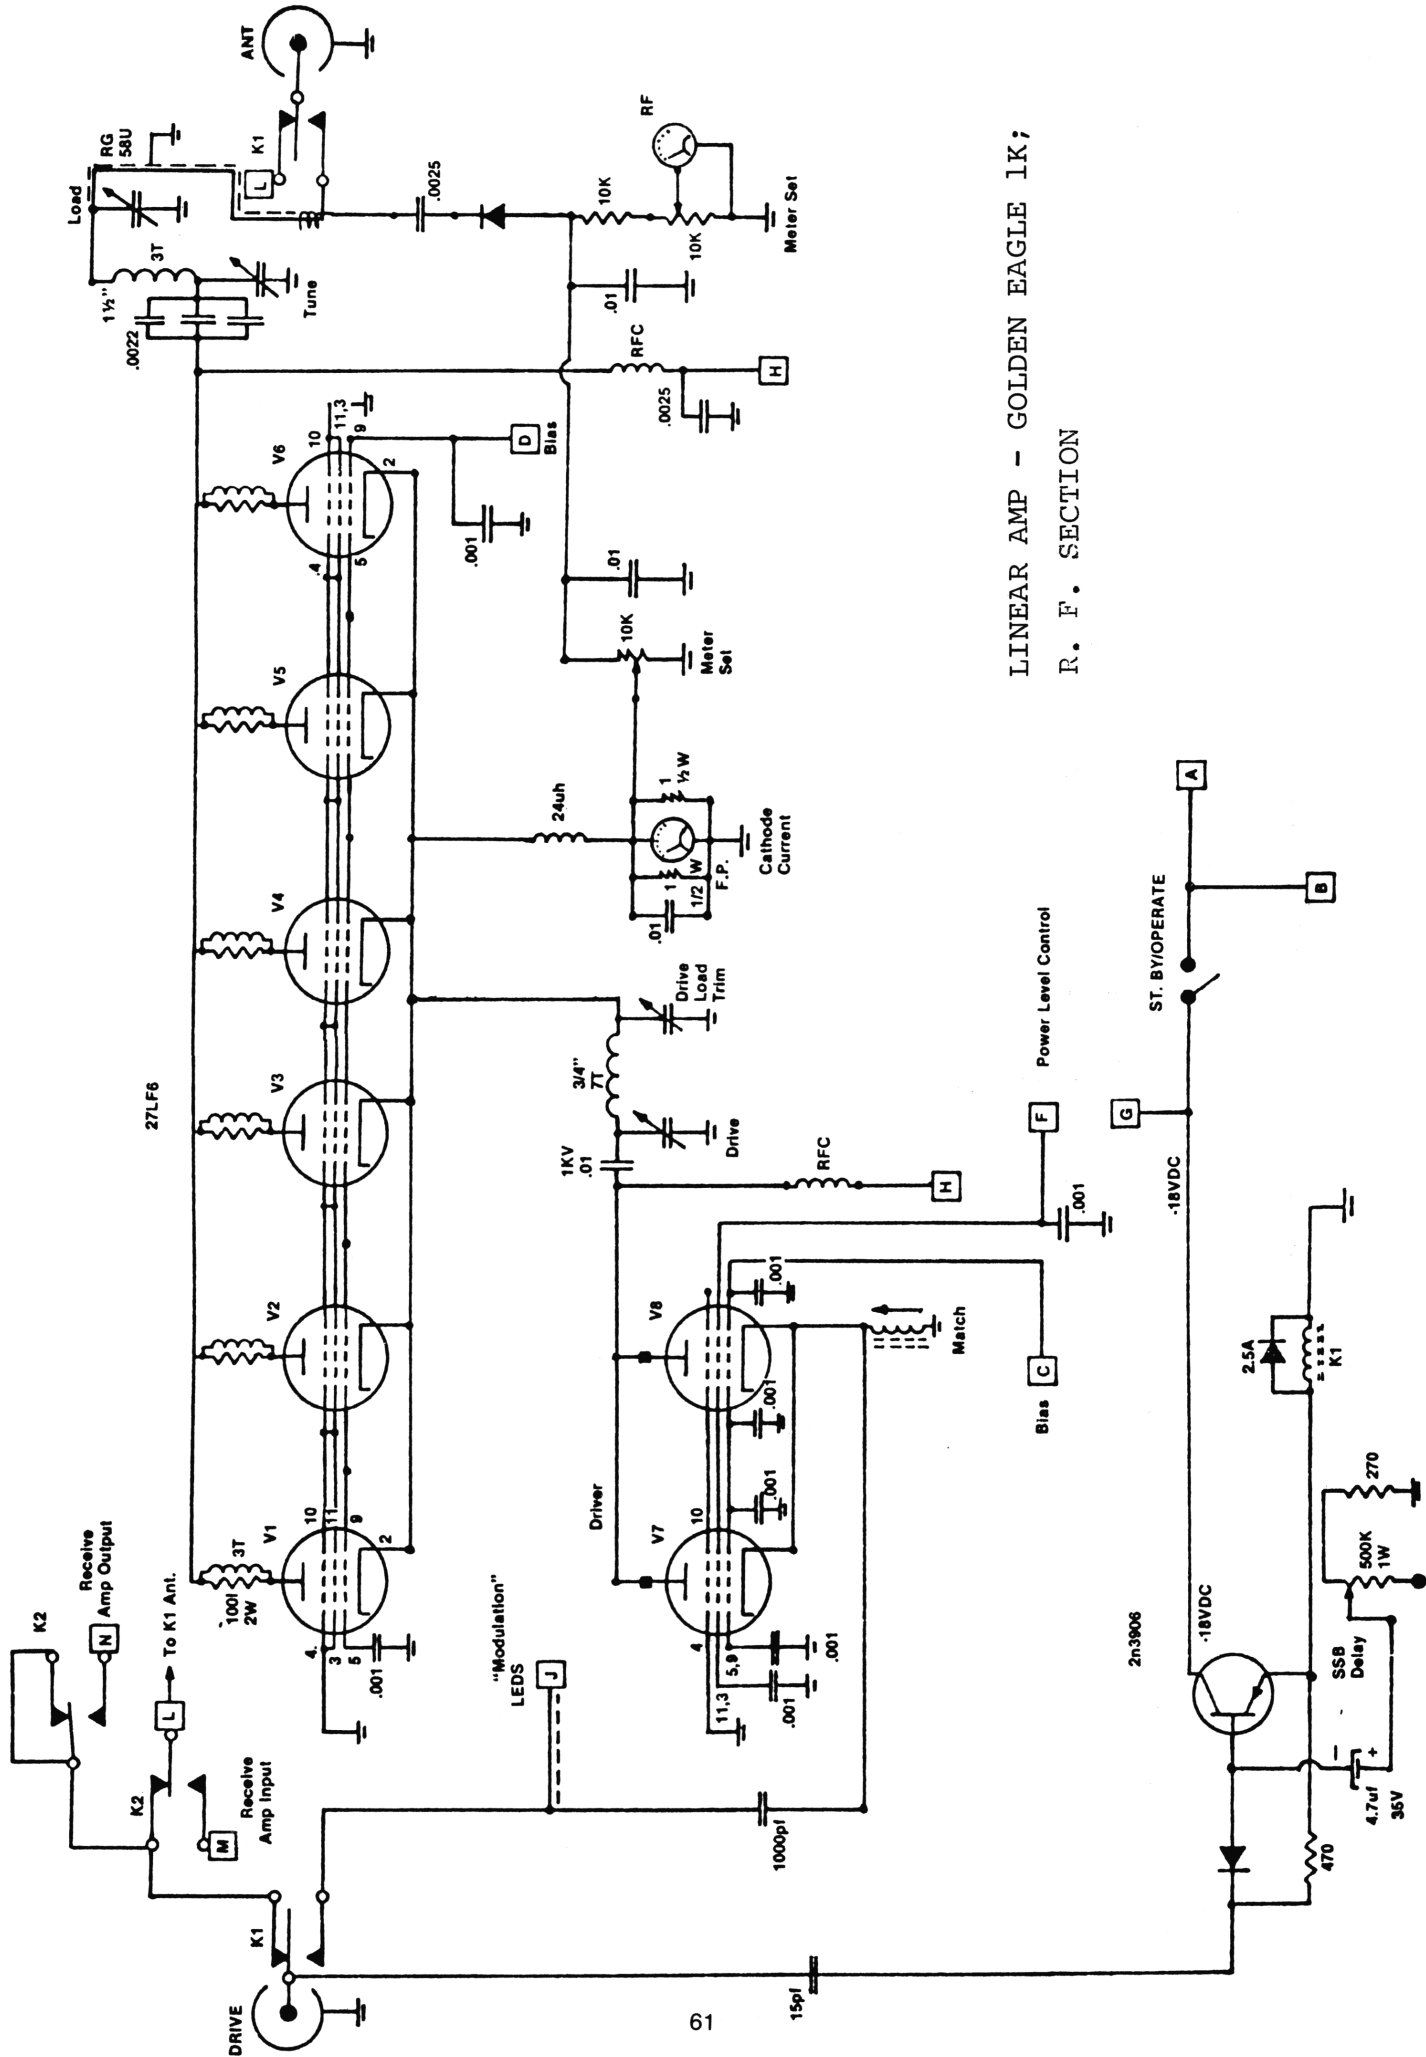 ANT
RG
58U
Load
K1
L
3T
1½"
.0022
Tune
.0025
10K
RF
10K
Meter Set
.01
RFC
.0025
H
27LF6
V6
10
11,3
9
2
.4
5
D
Bias
.001
V5
V4
V3
V2
V1
10
11
9
2
3T
100
2W
4.
3
5
.001
.01
10K
Meter
Set
24uh
1
½W
1
1/2 W
F.P.
.01
Cathode
Current
Drive
Load
Trim
3/4"
7T
Drive
1KV
.01
RFC
H
F
Power Level Control
.001
Driver
V8
V7
10
4
5,9
11,3
.001
.001
.001
.001
.001
Match
Bias
C
K2
N
Receive
Amp Output
To K1 Ant.
L
K2
M
Receive
Amp Input
"Modulation"
LEDS
J
K1
DRIVE
1000pf
15pf
A
B
ST. BY/OPERATE
G
-18VDC
2.5A
K1
2n3906
-18VDC
SSB
Delay
500K
1W
270
470
4.7uf
35V
−
+
LINEAR AMP - GOLDEN EAGLE 1K;
R. F. SECTION
61